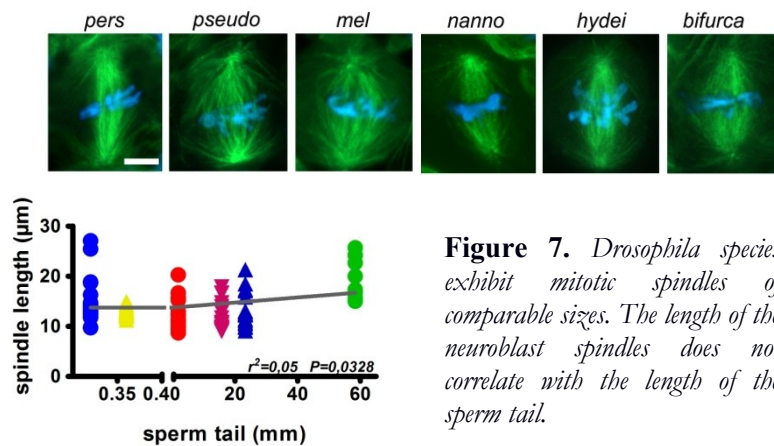 pers pseudo mel nanno hydei bifurca
30
20
10
0
spindle length (µm)
r²=0,05 P=0,0328
0.35 0.40 20 40 60
sperm tail (mm)
Figure 7. Drosophila species
exhibit mitotic spindles of
comparable sizes. The length of the
neuroblast spindles does no
correlate with the length of the
sperm tail.